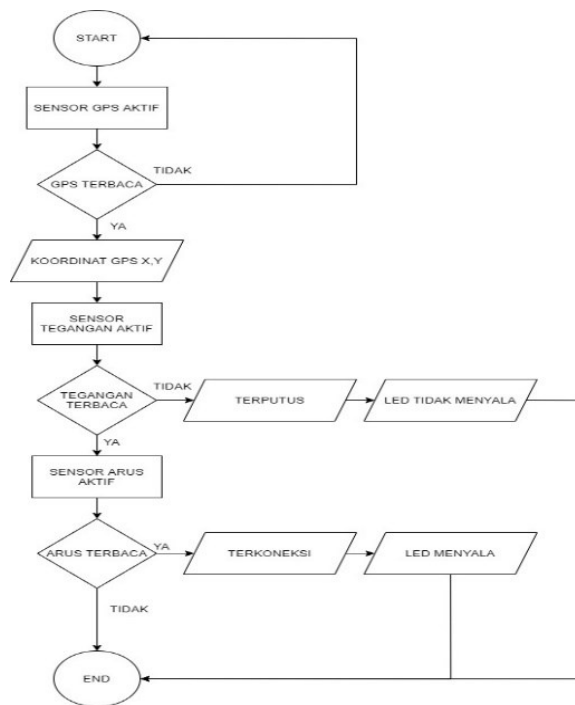 START
SENSOR GPS AKTIF
TIDAK
GPS TERBACA
YA
KOORDINAT GPS X,Y
SENSOR
TEGANGAN AKTIF
TIDAK
TEGANGAN
TERBACA
TERPUTUS
LED TIDAK MENYALA
YA
SENSOR ARUS
AKTIF
ARUS TERBACA
YA
TERKONEKSI
LED MENYALA
TIDAK
END